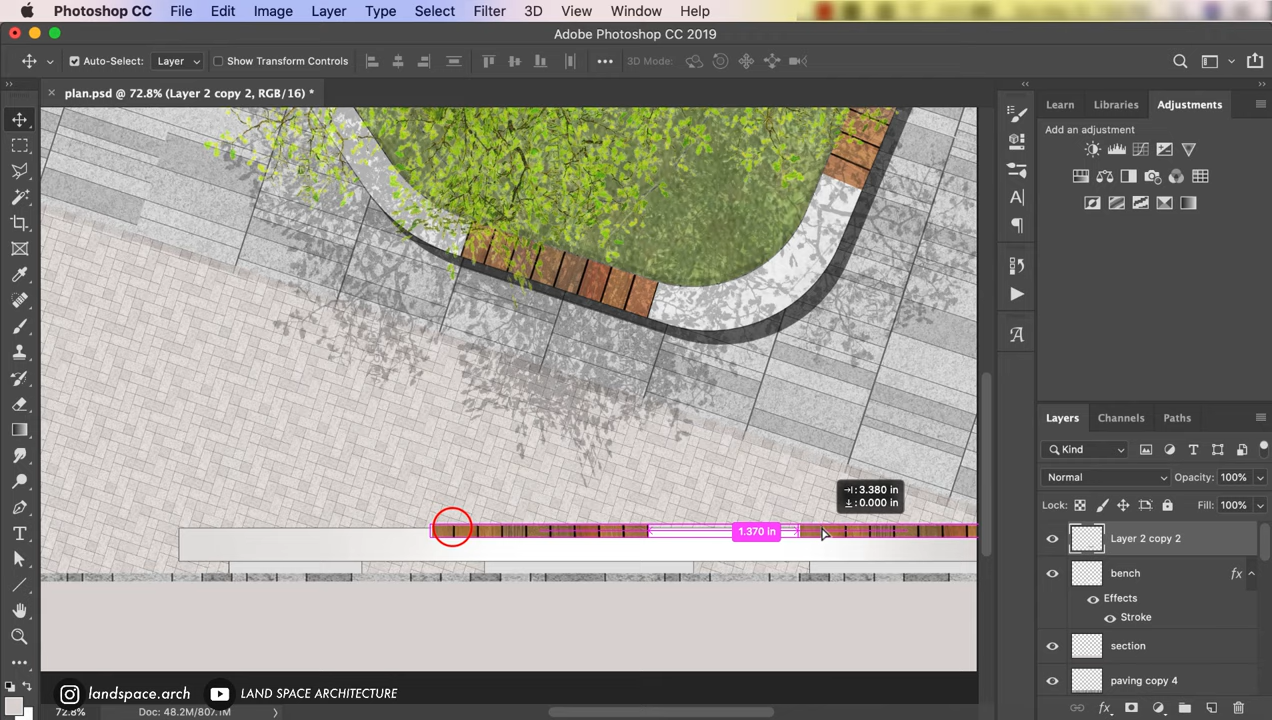 Photoshop CC File Edit Image Layer Type Select Filter 3D View Window Help
Adobe Photoshop CC 2019
Auto-Select: Layer Show Transform Controls 3D Mode:
plan.psd @ 72.8% (Layer 2 copy 2, RGB/16) *
Learn Libraries Adjustments
Add an adjustment
Layers Channels Paths
Kind
Normal Opacity: 100%
Lock: Fill: 100%
: 3.380 in
: 0.000 in
1.370 in
Layer 2 copy 2
bench fx
Effects
Stroke
section
paving copy 4
landspace.arch LAND SPACE ARCHITECTURE
72.8% Doc: 48.2M/807.1M